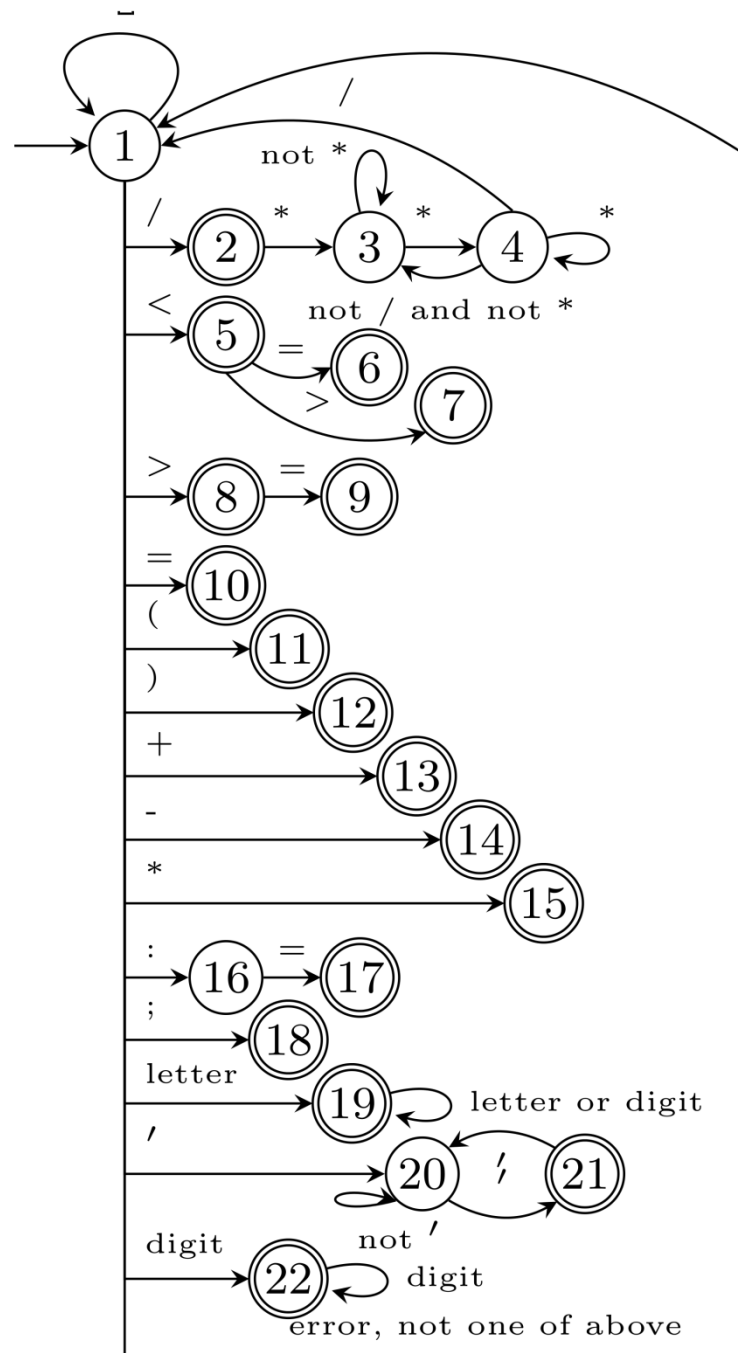 ␣
/
1
not *
/ 2 * 3 * 4 *
not / and not *
< 5 = 6
> 7
> 8 = 9
= 10
( 11
) 12
+ 13
- 14
* 15
: 16 = 17
; 18
letter 19 letter or digit
' 20 ' ' 21
not '
digit 22 digit
error, not one of above